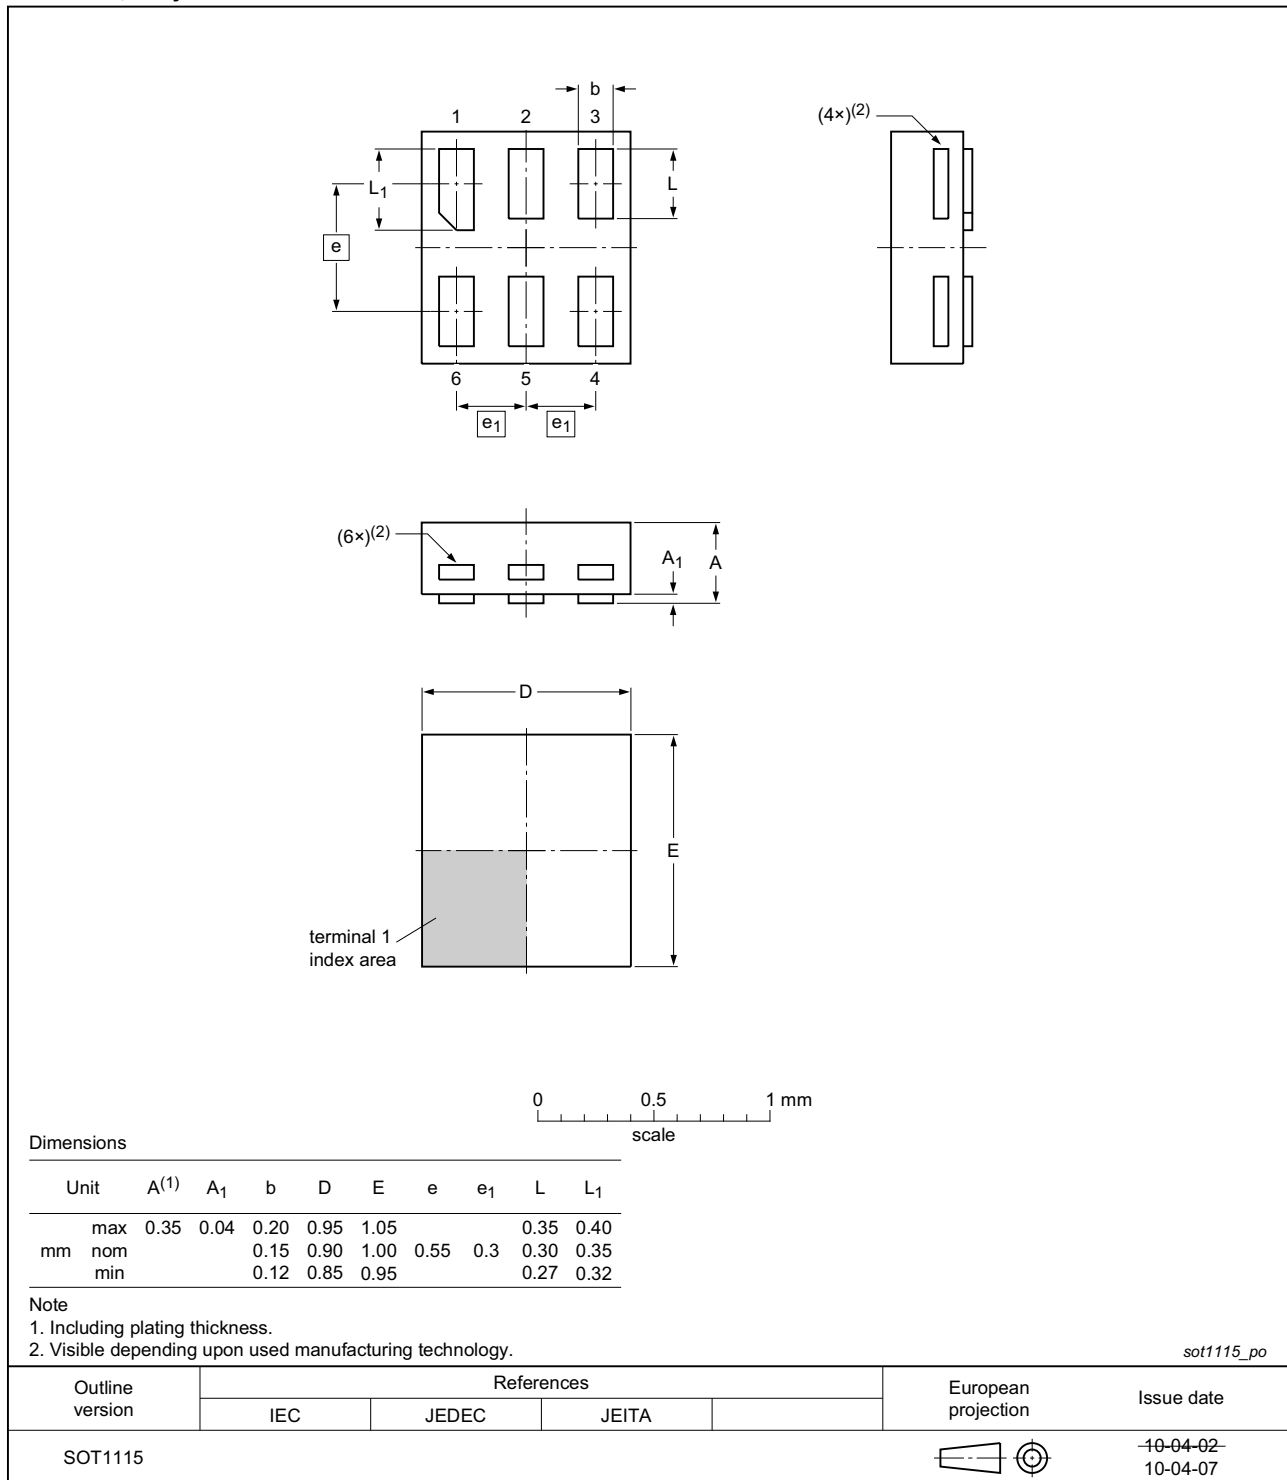 b
1 2 3
(4×)(2)
L1
L
e
6 5 4
e1 e1
(6×)(2)
A1 A
D
E
terminal 1
index area
0 0.5 1 mm
scale
Dimensions
Unit A(1) A1 b D E e e1 L L1
max 0.35 0.04 0.20 0.95 1.05 0.35 0.40
mm nom 0.15 0.90 1.00 0.55 0.3 0.30 0.35
min 0.12 0.85 0.95 0.27 0.32
Note
1. Including plating thickness.
2. Visible depending upon used manufacturing technology.
sot1115_po
Outline
version
References
IEC JEDEC JEITA
European
projection
Issue date
SOT1115
10-04-02
10-04-07